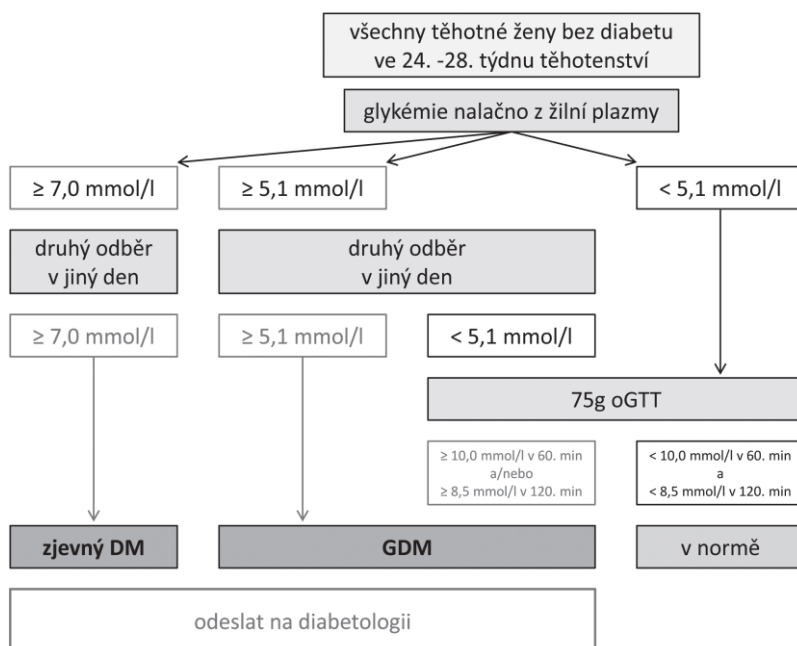 všechny těhotné ženy bez diabetu
ve 24. -28. týdnu těhotenství
glykémie nalačno z žilní plazmy
≥ 7,0 mmol/l
≥ 5,1 mmol/l
< 5,1 mmol/l
druhý odběr
v jiný den
druhý odběr
v jiný den
≥ 7,0 mmol/l
≥ 5,1 mmol/l
< 5,1 mmol/l
75g oGTT
≥ 10,0 mmol/l v 60. min
a/nebo
≥ 8,5 mmol/l v 120. min
< 10,0 mmol/l v 60. min
a
< 8,5 mmol/l v 120. min
zjevný DM
GDM
v normě
odeslat na diabetologii